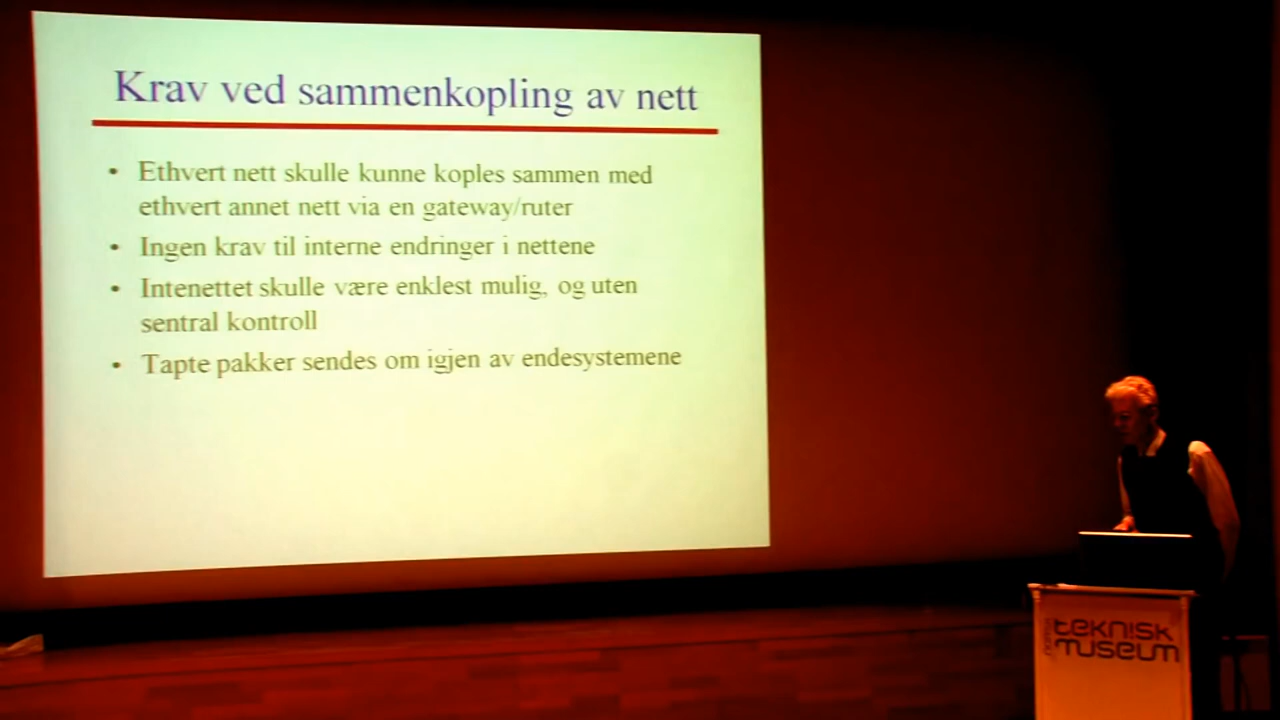 Krav ved sammenkopling av nett
• Ethvert nett skulle kunne koples sammen med
ethvert annet nett via en gateway/ruter
• Ingen krav til interne endringer i nettene
• Intenettet skulle være enklest mulig, og uten
sentral kontroll
• Tapte pakker sendes om igjen av endesystemene
teknisk
museum